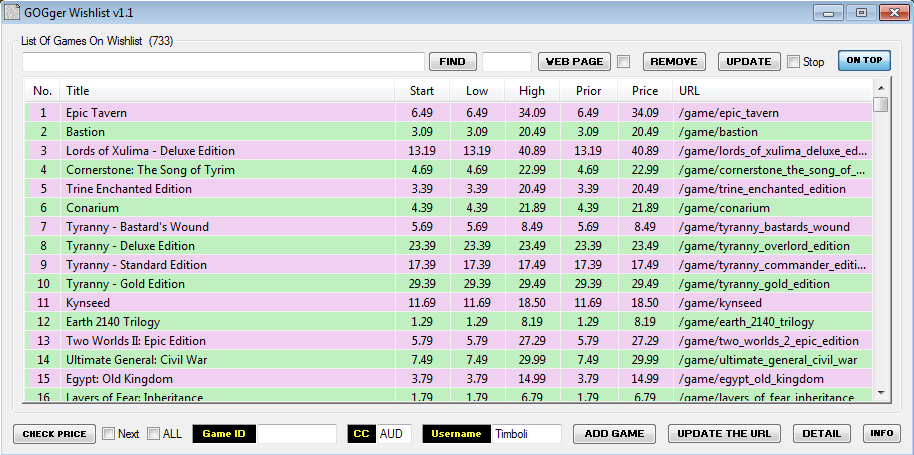 GOGger Wishlist v1.1
List Of Games On Wishlist (733)
FIND WEB PAGE REMOVE UPDATE Stop ON TOP
No. Title Start Low High Prior Price URL
1 Epic Tavern 6.49 6.49 34.09 6.49 34.09 /game/epic_tavern
2 Bastion 3.09 3.09 20.49 3.09 20.49 /game/bastion
3 Lords of Xulima - Deluxe Edition 13.19 13.19 40.89 13.19 40.89 /game/lords_of_xulima_deluxe_ed...
4 Cornerstone: The Song of Tyrim 4.69 4.69 22.99 4.69 22.99 /game/cornerstone_the_song_of_...
5 Trine Enchanted Edition 3.39 3.39 20.49 3.39 20.49 /game/trine_enchanted_edition
6 Conarium 4.39 4.39 21.89 4.39 21.89 /game/conarium
7 Tyranny - Bastard's Wound 5.69 5.69 8.49 5.69 8.49 /game/tyranny_bastards_wound
8 Tyranny - Deluxe Edition 23.39 23.39 23.49 23.39 23.49 /game/tyranny_overlord_edition
9 Tyranny - Standard Edition 17.39 17.39 17.49 17.39 17.49 /game/tyranny_commander_editi...
10 Tyranny - Gold Edition 29.39 29.39 29.49 29.39 29.49 /game/tyranny_gold_edition
11 Kynseed 11.69 11.69 18.50 11.69 18.50 /game/kynseed
12 Earth 2140 Trilogy 1.29 1.29 8.19 1.29 8.19 /game/earth_2140_trilogy
13 Two Worlds II: Epic Edition 5.79 5.79 27.29 5.79 27.29 /game/two_worlds_2_epic_edition
14 Ultimate General: Civil War 7.49 7.49 29.99 7.49 29.99 /game/ultimate_general_civil_war
15 Egypt: Old Kingdom 3.79 3.79 14.99 3.79 14.99 /game/egypt_old_kingdom
16 Layers of Fear: Inheritance 1.79 1.79 6.79 1.79 6.79 /game/layers_of_fear_inheritance
CHECK PRICE Next ALL Game ID CC AUD Username Timboli ADD GAME UPDATE THE URL DETAIL INFO